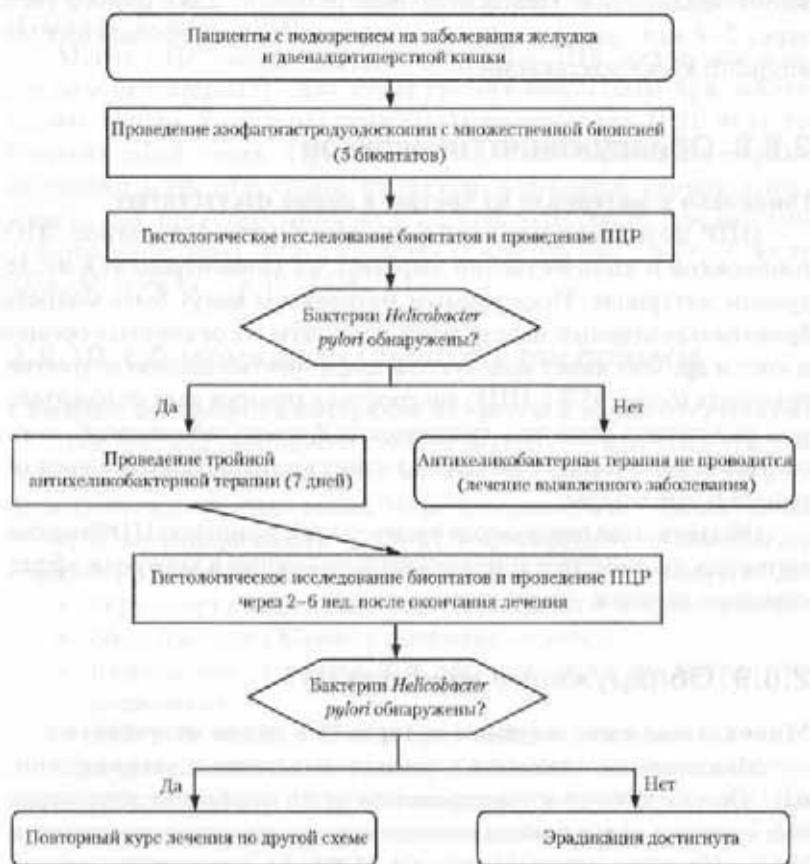 Пациенты с подозрением на заболевания желудка
и двенадцатиперстной кишки
Проведение эзофагогастродуоденоскопии с множественной биопсией
(5 биоптатов)
Гистологическое исследование биоптатов и проведение ПЦР
Бактерии Helicobacter
pylori обнаружены?
Да
Нет
Проведение тройной
антихеликобактерной терапии (7 дней)
Антихеликобактерная терапия не проводится
(лечение выявленного заболевания)
Гистологическое исследование биоптатов и проведение ПЦР
через 2–6 нед. после окончания лечения
Бактерии Helicobacter
pylori обнаружены?
Да
Нет
Повторный курс лечения по другой схеме
Эрадикация достигнута